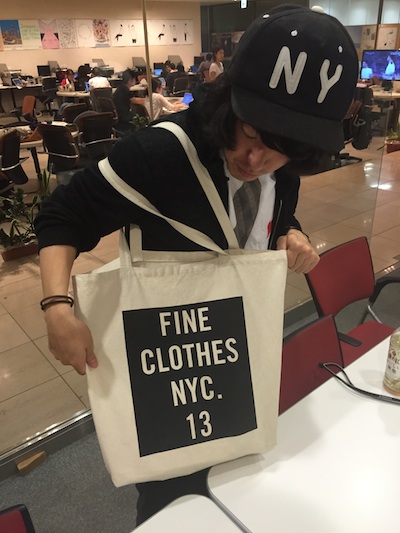 NY
FINE
CLOTHES
NYC.
13